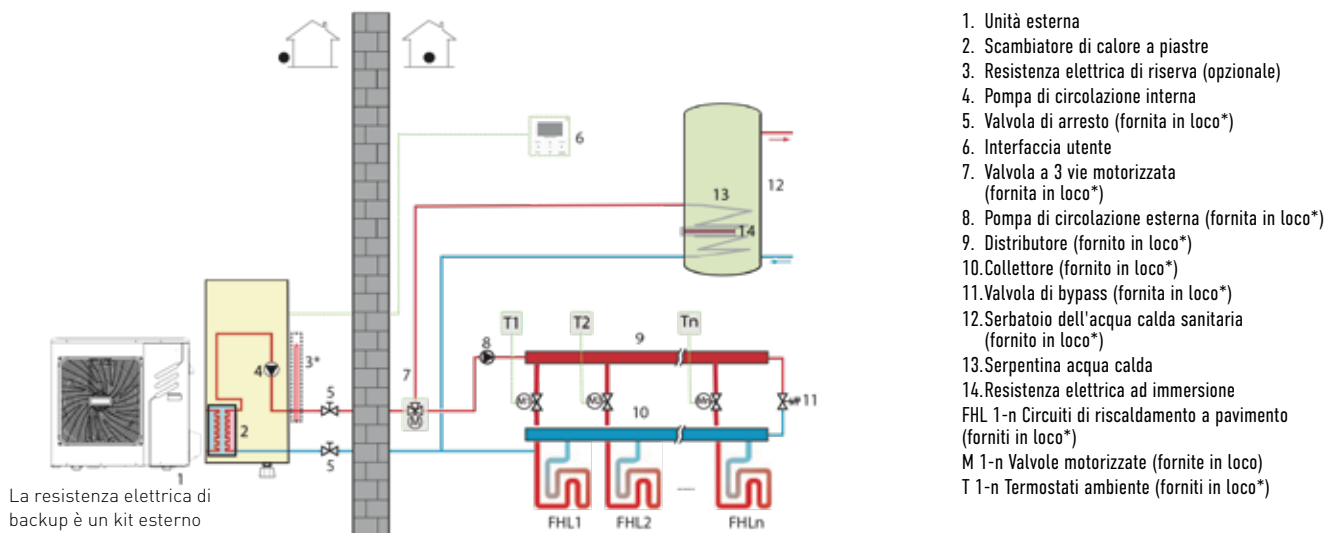 1. Unità esterna
2. Scambiatore di calore a piastre
3. Resistenza elettrica di riserva (opzionale)
4. Pompa di circolazione interna
5. Valvola di arresto (fornita in loco*)
6. Interfaccia utente
7. Valvola a 3 vie motorizzata
(fornita in loco*)
8. Pompa di circolazione esterna (fornita in loco*)
9. Distributore (fornito in loco*)
10.Collettore (fornito in loco*)
11.Valvola di bypass (fornita in loco*)
12.Serbatoio dell'acqua calda sanitaria
(fornito in loco*)
13.Serpentina acqua calda
14.Resistenza elettrica ad immersione
FHL 1-n Circuiti di riscaldamento a pavimento
(forniti in loco*)
M 1-n Valvole motorizzate (fornite in loco)
T 1-n Termostati ambiente (forniti in loco*)
6
13
12
14
T1
T2
Tn
8
9
4
3*
7
5
M
10
11
2
5
1
FHL1
FHL2
FHLn
La resistenza elettrica di
backup è un kit esterno